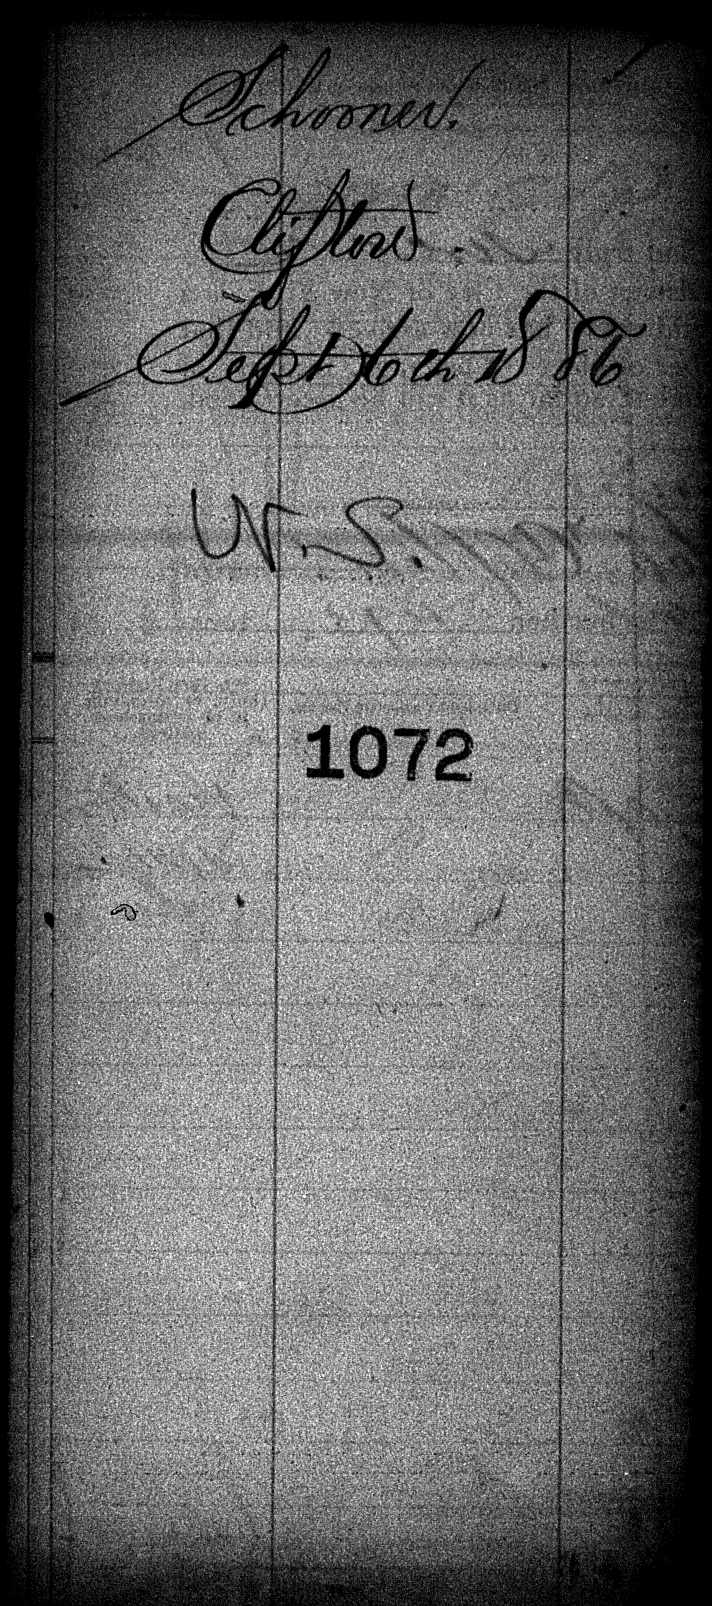 Schooner.
Clifton
Sept 6th 1886
W. S.
1072